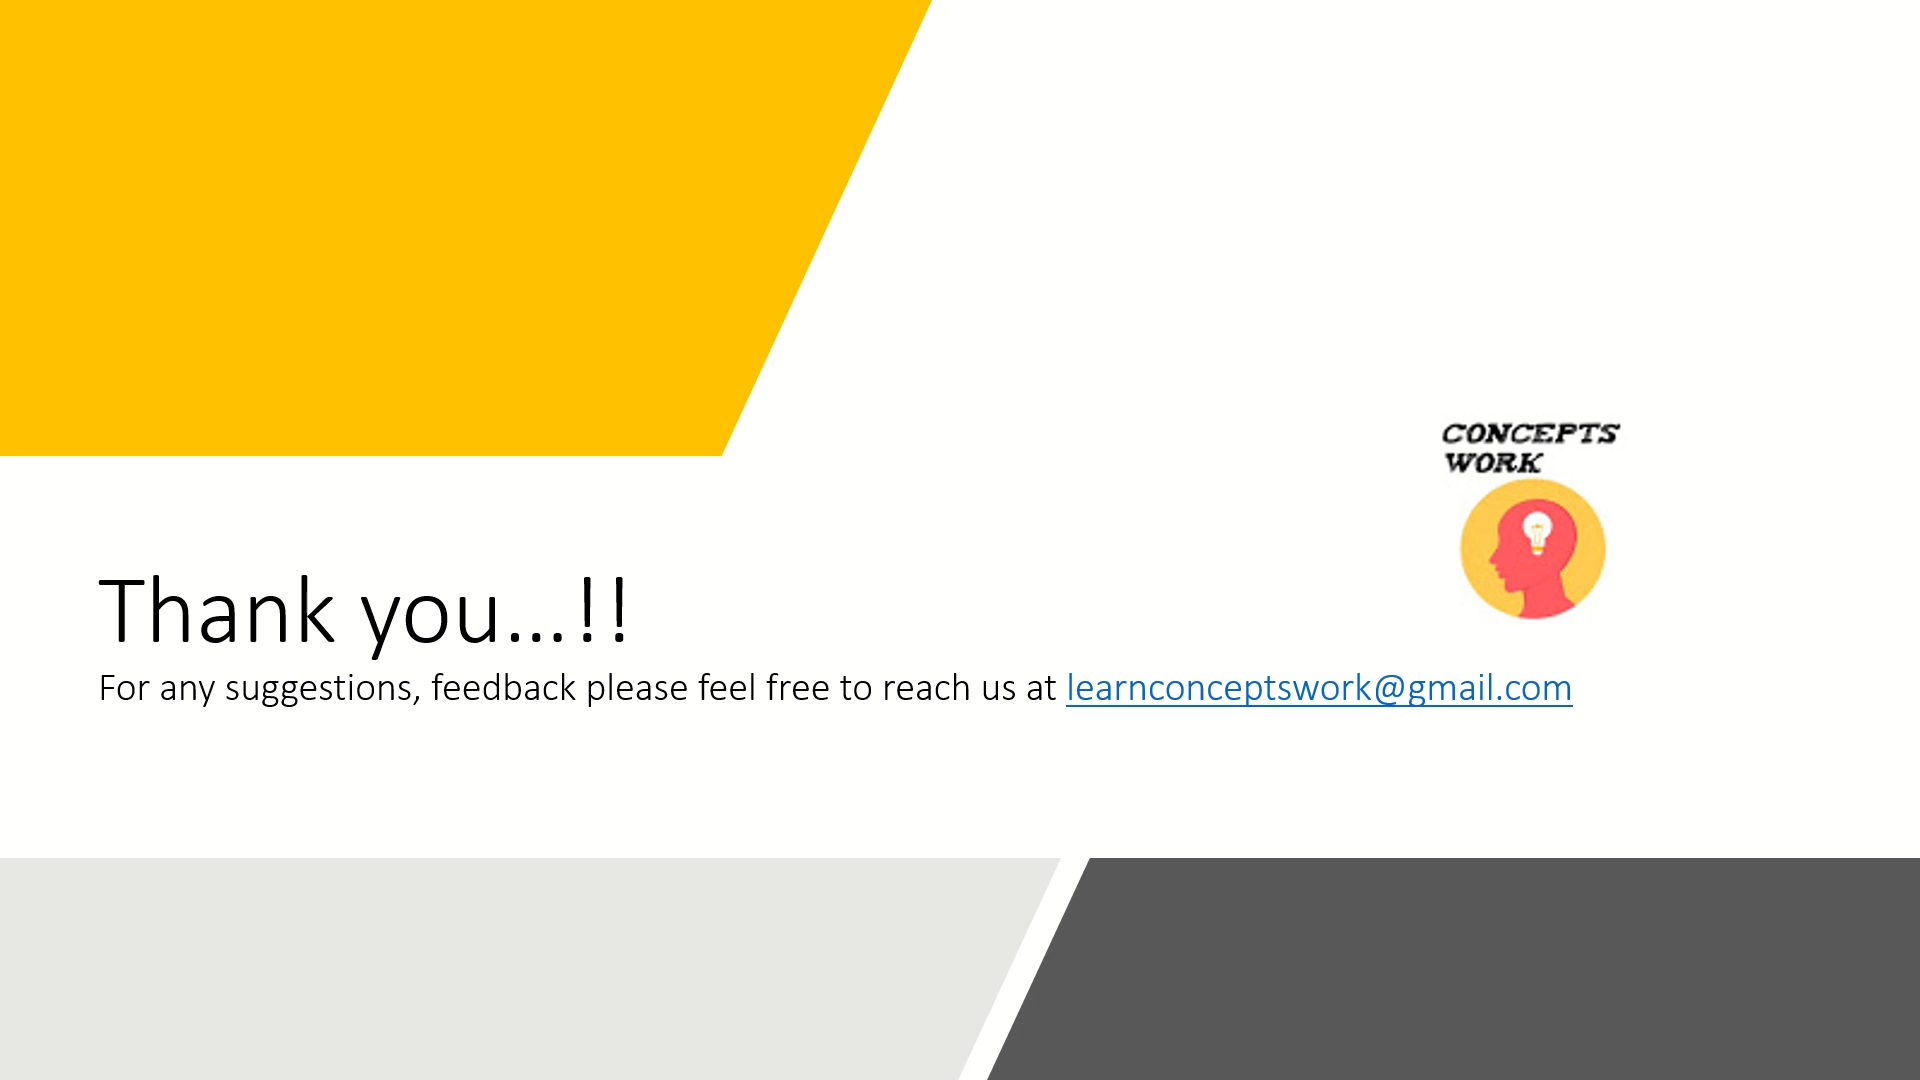 CONCEPTS
WORK
Thank you...!!
For any suggestions, feedback please feel free to reach us at learnconceptswork@gmail.com